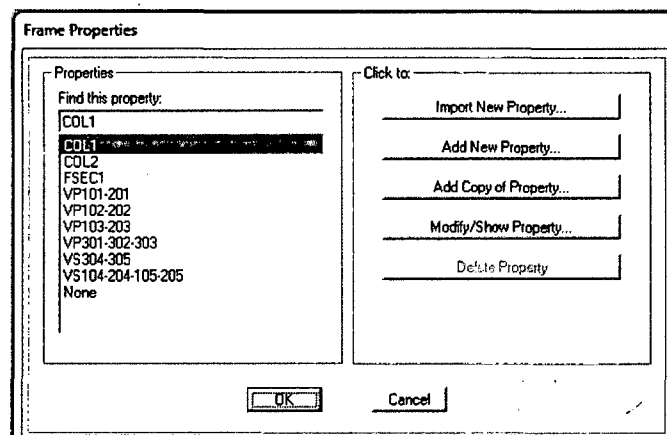 Frame Properties
Properties
Find this property:
COL1
COL1
COL2
FSEC1
VP101-201
VP102-202
VP103-203
VP301-302-303
VS304-305
VS104-204-105-205
None
Click to:
Import New Property...
Add New Property...
Add Copy of Property...
Modify/Show Property...
Delete Property
OK
Cancel